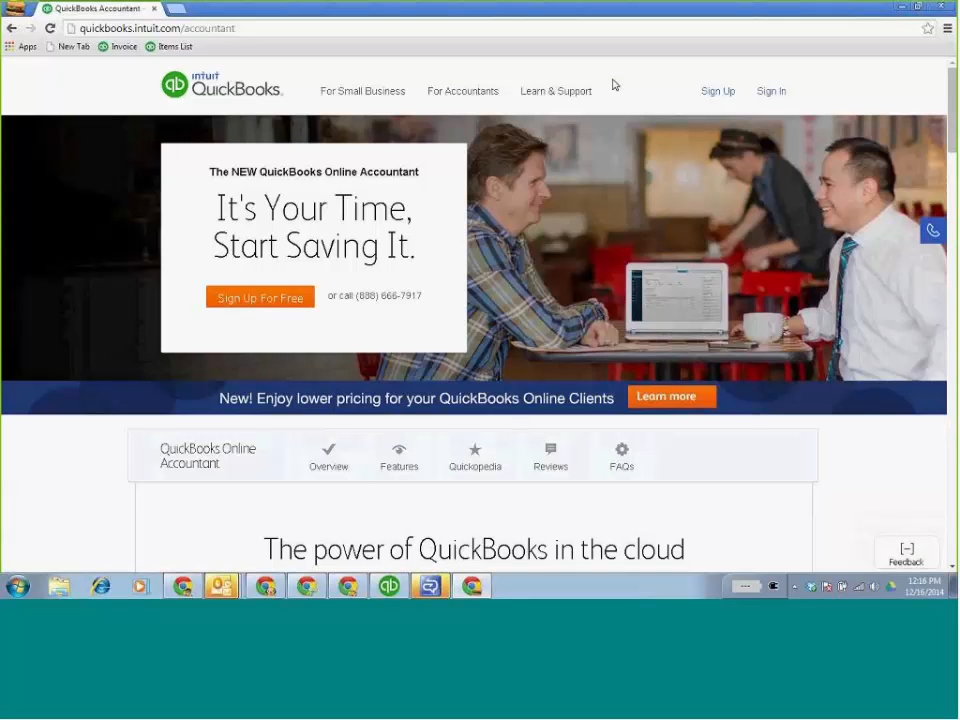 QuickBooks Accountant
quickbooks.intuit.com/accountant
Apps New Tab Invoice Items List
intuit
qb QuickBooks. For Small Business For Accountants Learn & Support Sign Up Sign In
The NEW QuickBooks Online Accountant
It's Your Time,
Start Saving It.
Sign Up For Free or call (888) 666-7917
New! Enjoy lower pricing for your QuickBooks Online Clients Learn more
QuickBooks Online
Accountant
Overview Features Quickopedia Reviews FAQs
The power of QuickBooks in the cloud
[–]
Feedback
12:16 PM
12/16/2014